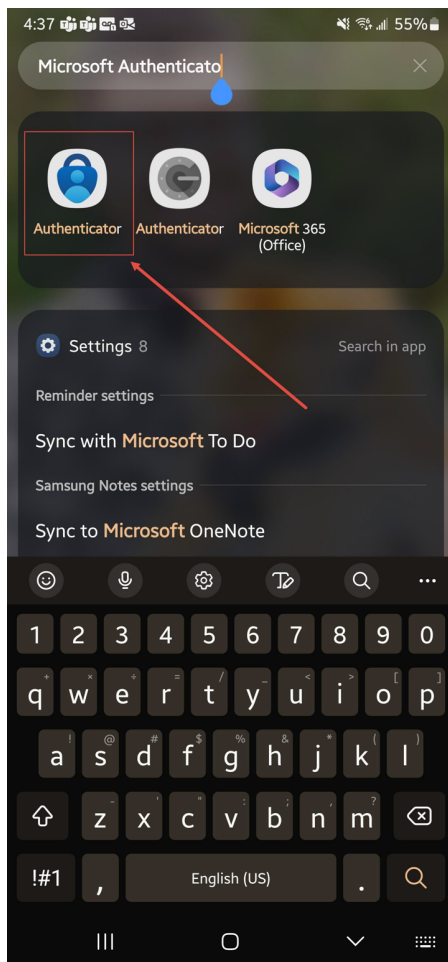 4:37
55%
Microsoft Authenticato
Authenticator
Authenticator
Microsoft 365
(Office)
Settings 8
Search in app
Reminder settings
Sync with Microsoft To Do
Samsung Notes settings
Sync to Microsoft OneNote
1 2 3 4 5 6 7 8 9 0
+ × ÷ = / _ < > [ ]
q w e r t y u i o p
! @ # $ % & * ( )
a s d f g h j k l
- ' " : ; , ?
z x c v b n m
!#1 , English (US) .